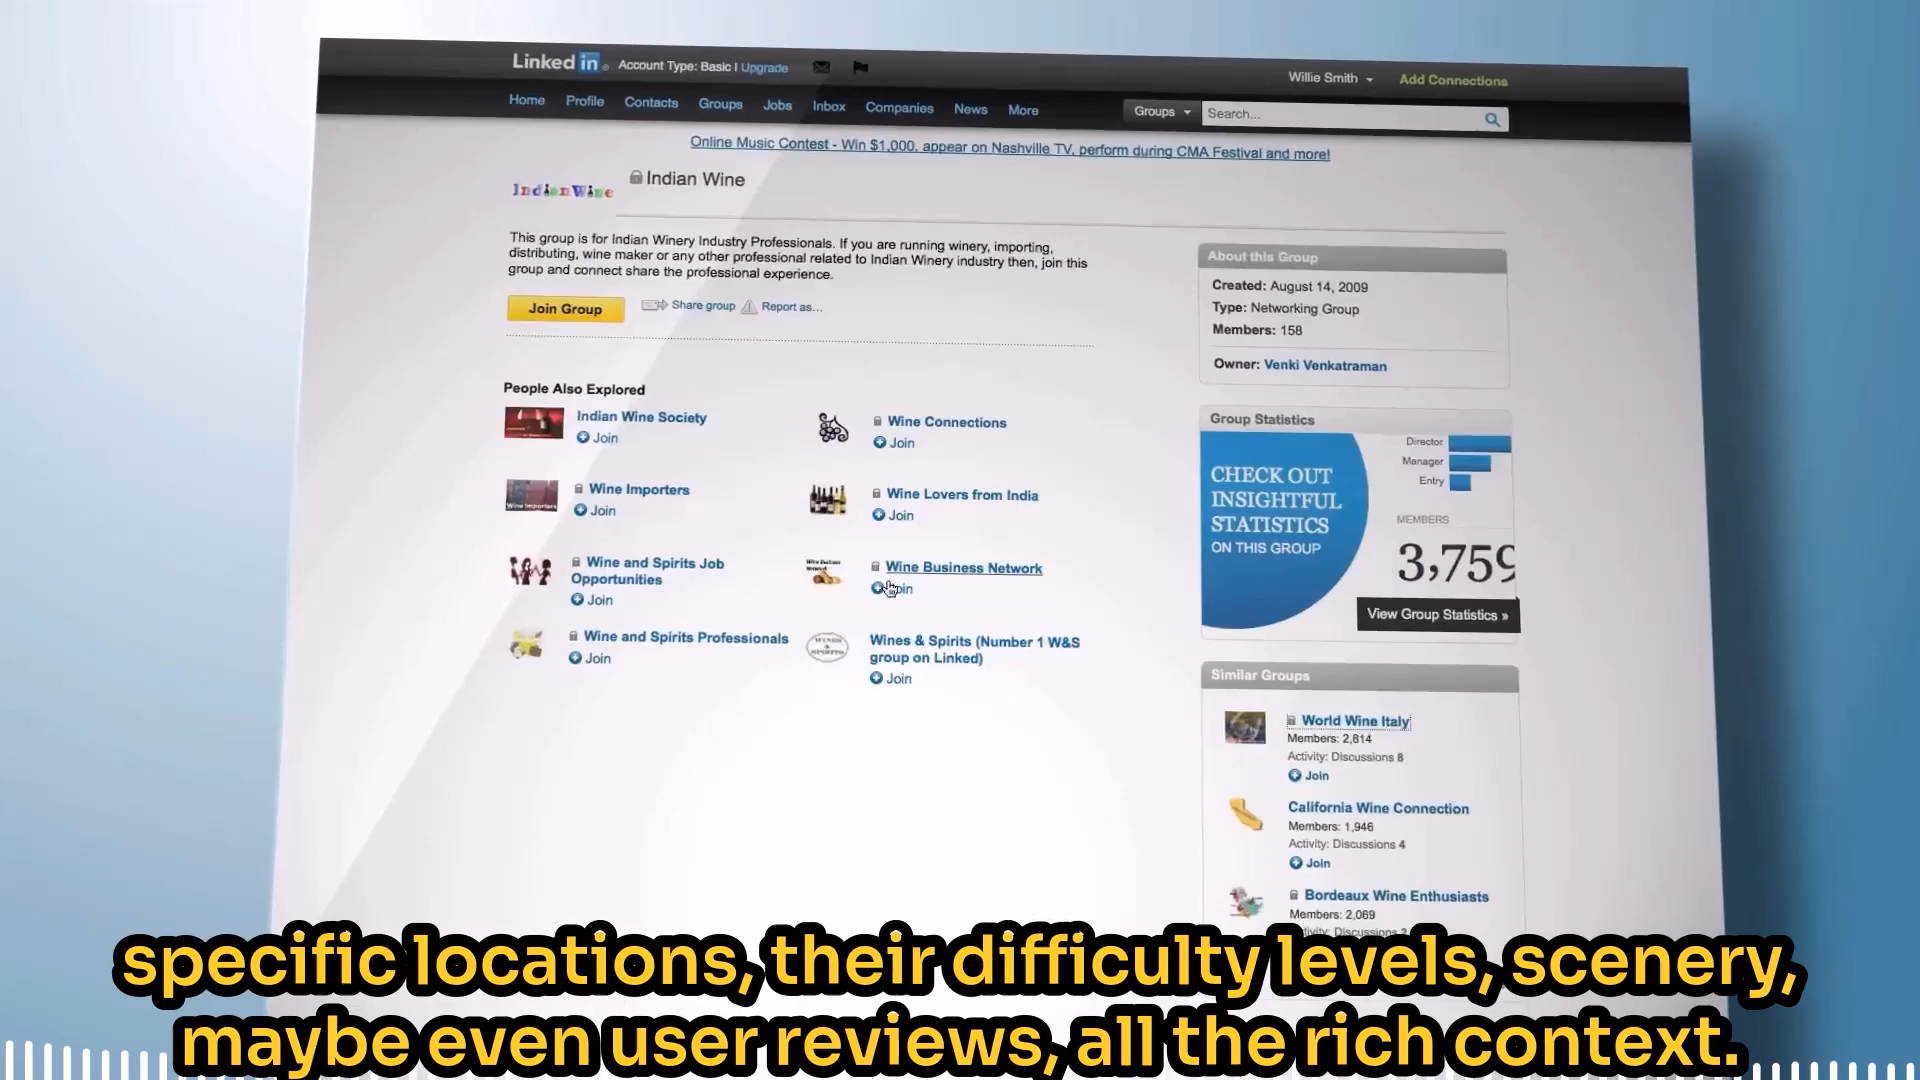 Linked in Account Type: Basic | Upgrade
Willie Smith Add Connections
Home Profile Contacts Groups Jobs Inbox Companies News More
Groups Search...
Online Music Contest - Win $1,000, appear on Nashville TV, perform during CMA Festival and more!
IndianWine
Indian Wine
This group is for Indian Winery Industry Professionals. If you are running winery, importing,
distributing, wine maker or any other professional related to Indian Winery industry then, join this
group and connect share the professional experience.
Join Group Share group Report as...
People Also Explored
Indian Wine Society
Join
Wine Connections
Join
Wine Importers
Wine Importers
Join
Wine Lovers from India
Join
Wine and Spirits Job
Opportunities
Join
Wine Business
Wine Business Network
Join
Wine and Spirits Professionals
Join
WINES
&
SPIRITS
Wines & Spirits (Number 1 W&S
group on Linked)
Join
About this Group
Created: August 14, 2009
Type: Networking Group
Members: 158
Owner: Venki Venkatraman
Group Statistics
CHECK OUT
INSIGHTFUL
STATISTICS
ON THIS GROUP
Director
Manager
Entry
MEMBERS
3,759
View Group Statistics »
Similar Groups
World Wine Italy
Members: 2,814
Activity: Discussions 8
Join
California Wine Connection
Members: 1,946
Activity: Discussions 4
Join
Bordeaux Wine Enthusiasts
Members: 2,069
specific locations, their difficulty levels, scenery,
maybe even user reviews, all the rich context.